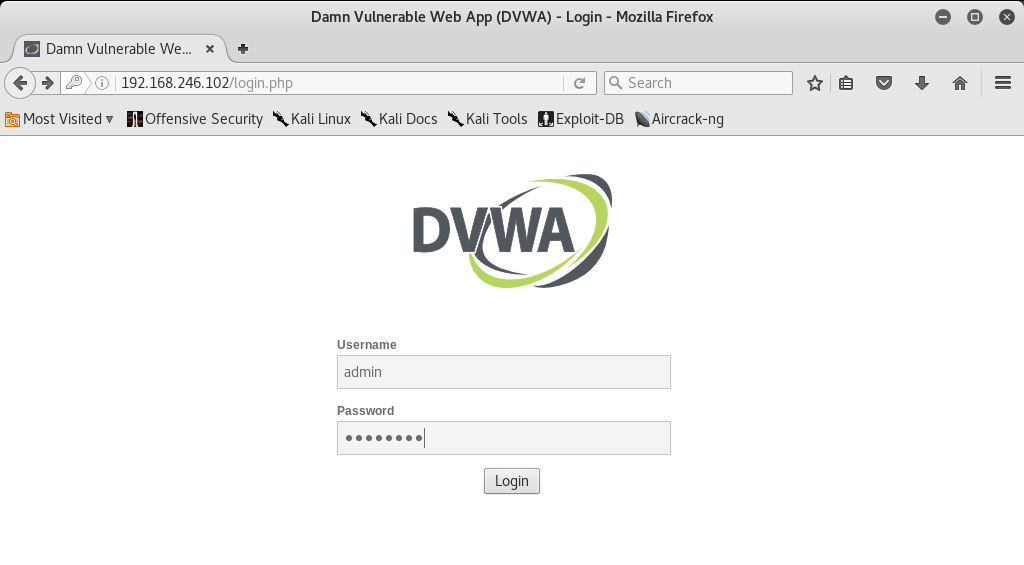 Damn Vulnerable Web App (DVWA) - Login - Mozilla Firefox
Damn Vulnerable We...
192.168.246.102/login.php
Search
Most Visited
Offensive Security
Kali Linux
Kali Docs
Kali Tools
Exploit-DB
Aircrack-ng
DVWA
Username
admin
Password
••••••••
Login